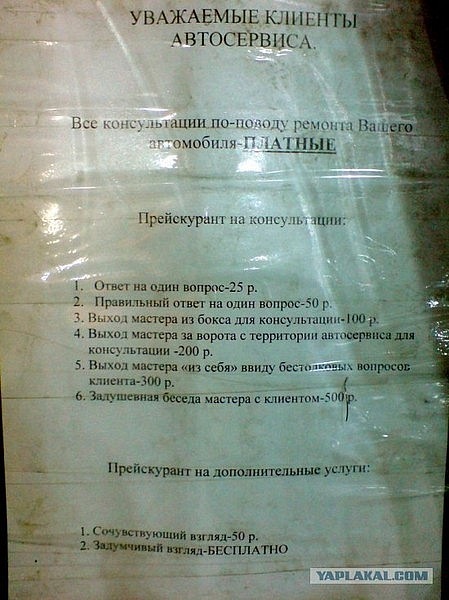 УВАЖАЕМЫЕ КЛИЕНТЫ
АВТОСЕРВИСА.
Все консультации по-поводу ремонта Вашего
автомобиля-ПЛАТНЫЕ
Прейскурант на консультации:
1. Ответ на один вопрос-25 р.
2. Правильный ответ на один вопрос-50 р.
3. Выход мастера из бокса для консультации-100 р.
4. Выход мастера за ворота с территории автосервиса для
консультации -200 р.
5. Выход мастера «из себя» ввиду бестолковых вопросов
клиента-300 р.
6. Задушевная беседа мастера с клиентом-500 р.
Прейскурант на дополнительные услуги:
1. Сочувствующий взгляд-50 р.
2. Задумчивый взгляд-БЕСПЛАТНО
YAPLAKAL.COM